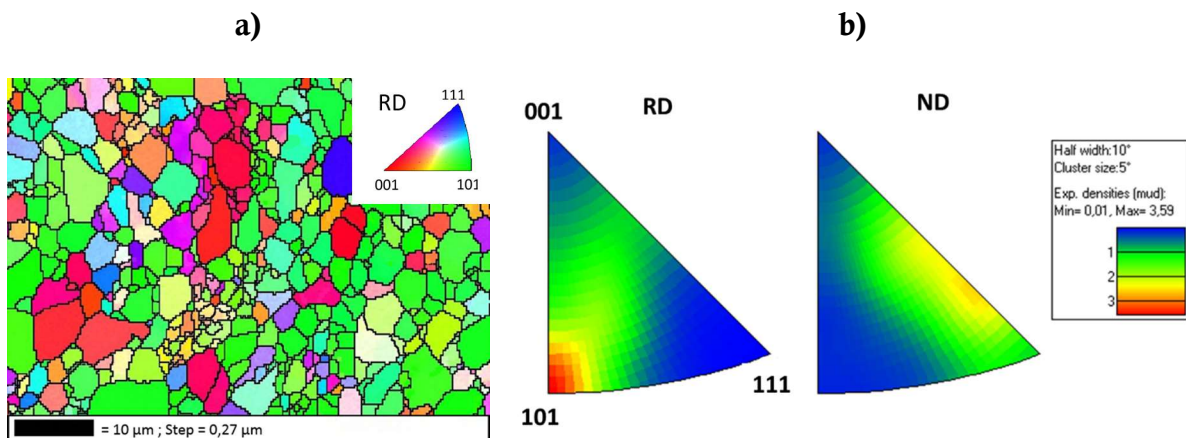 a)
b)
RD
111
001
101
= 10 µm ; Step = 0,27 µm
001
RD
111
101
ND
Half width:10°
Cluster size:5°
Exp. densities (mud):
Min= 0,01, Max= 3,59
1
2
3